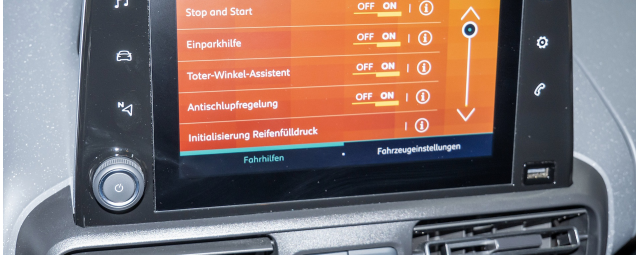 Stop and Start OFF ON i
Einparkhilfe OFF ON i
Toter-Winkel-Assistent OFF ON i
Antischlupfregelung OFF ON i
Initialisierung Reifenfülldruck i
Fahrhilfen Fahrzeugeinstellungen
N